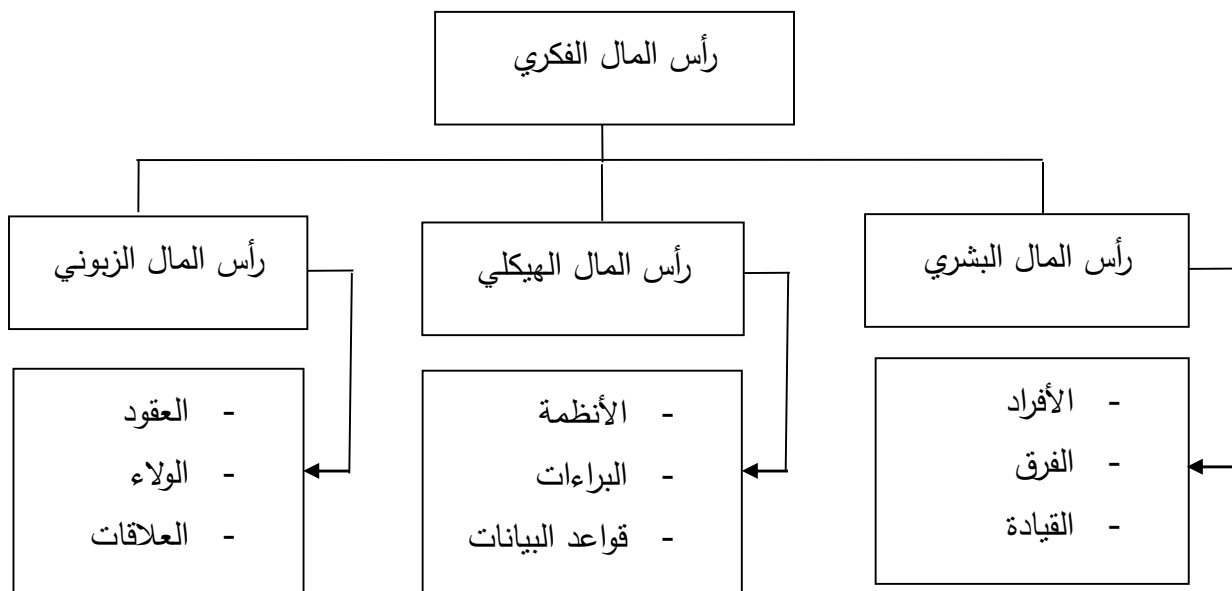 رأس المال الفكري
رأس المال البشري
رأس المال الهيكلي
رأس المال الزبوني
- الأفراد
- الفرق
- القيادة
- الأنظمة
- البراءات
- قواعد البيانات
- العقود
- الولاء
- العلاقات